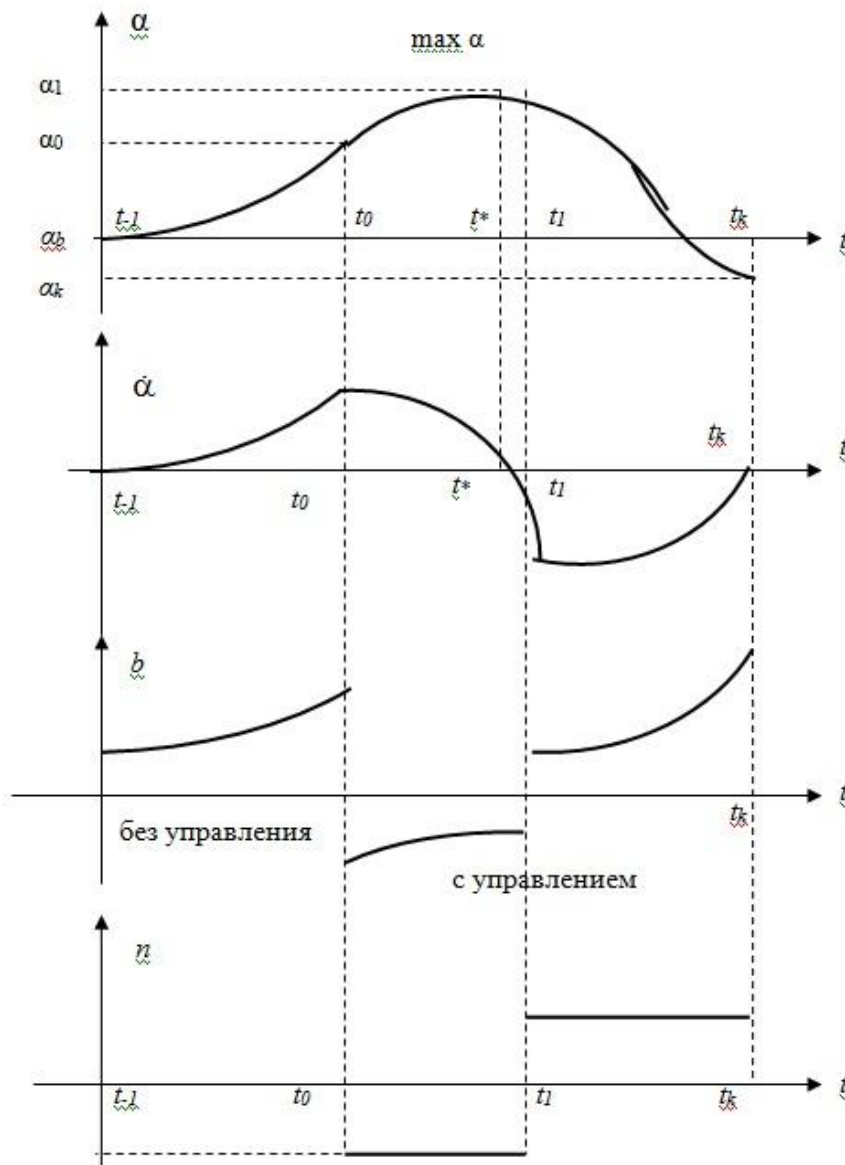 α
max α
α1
α0
t-1 t0 t* t1 tk
αb t
αk
α̇
tk
t
t-1 t0 t* t1
b
t
tk
без управления
с управлением
n
t
t-1 t0 t1 tk